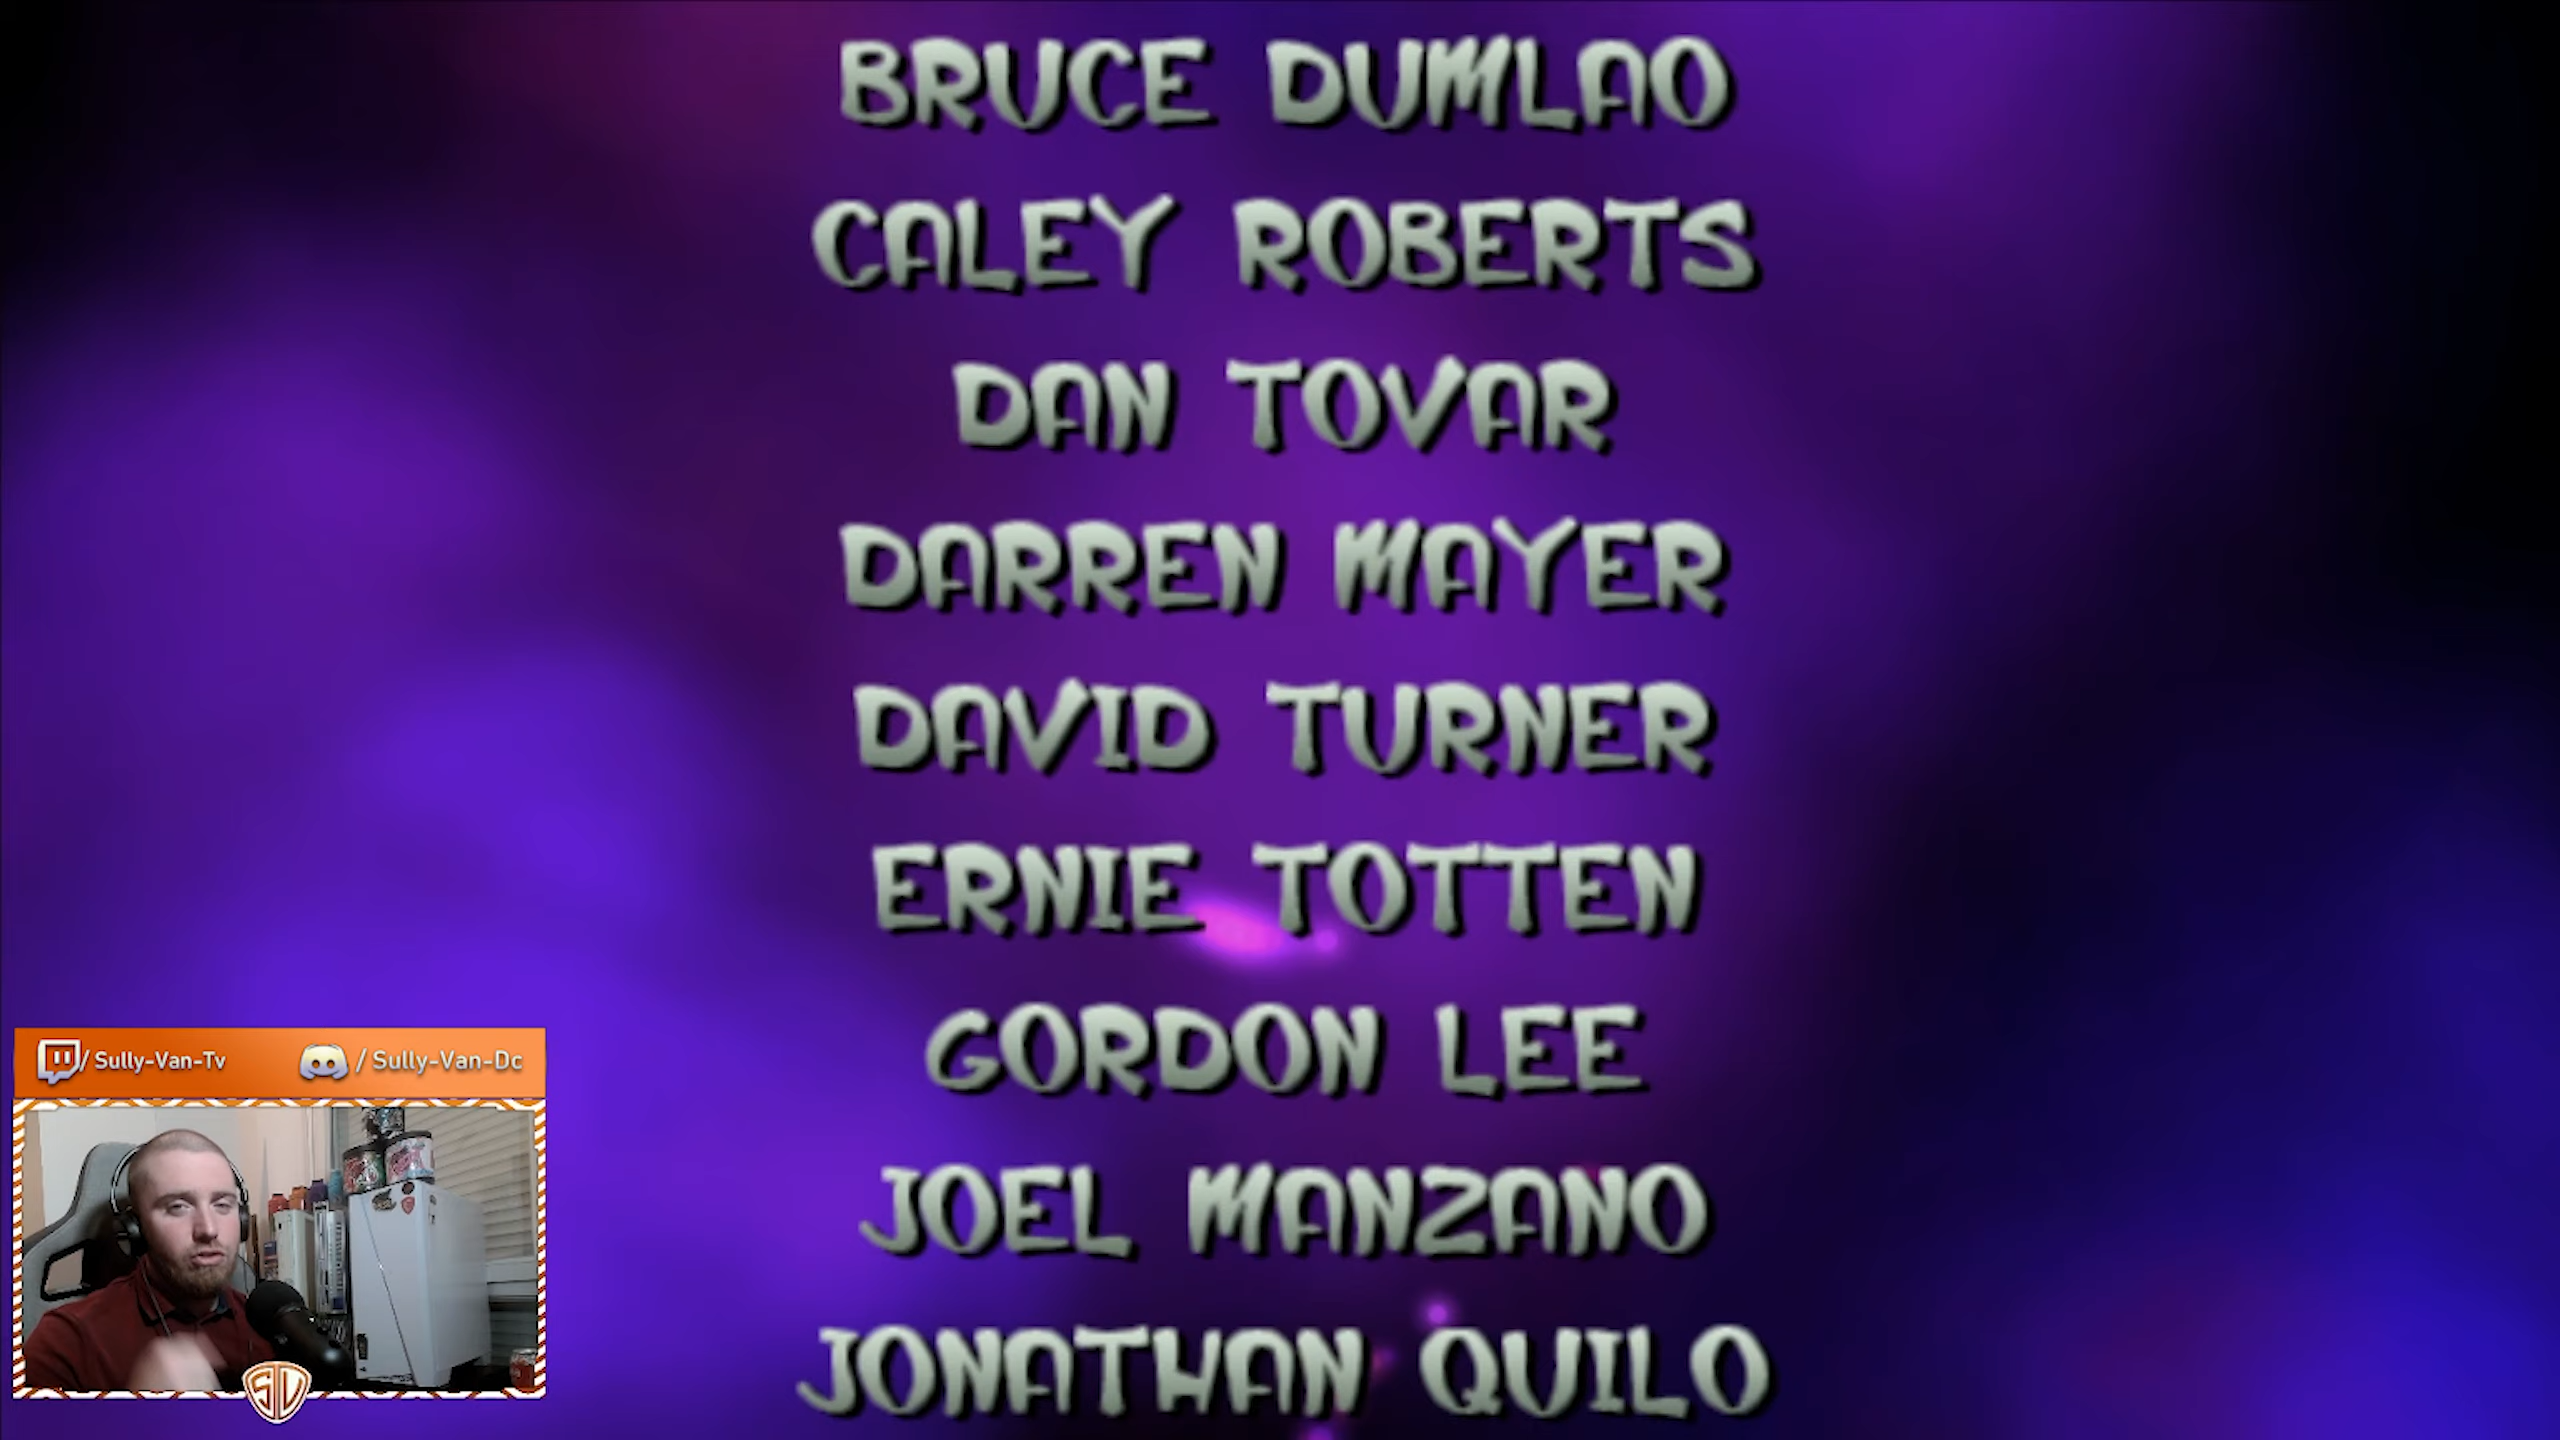 BRUCE DUMLAO
CALEY ROBERTS
DAN TOVAR
DARREN MAYER
DAVID TURNER
ERNIE TOTTEN
GORDON LEE
JOEL MANZANO
JONATHAN QUILO
/ Sully-Van-Tv
/ Sully-Van-Dc
SV